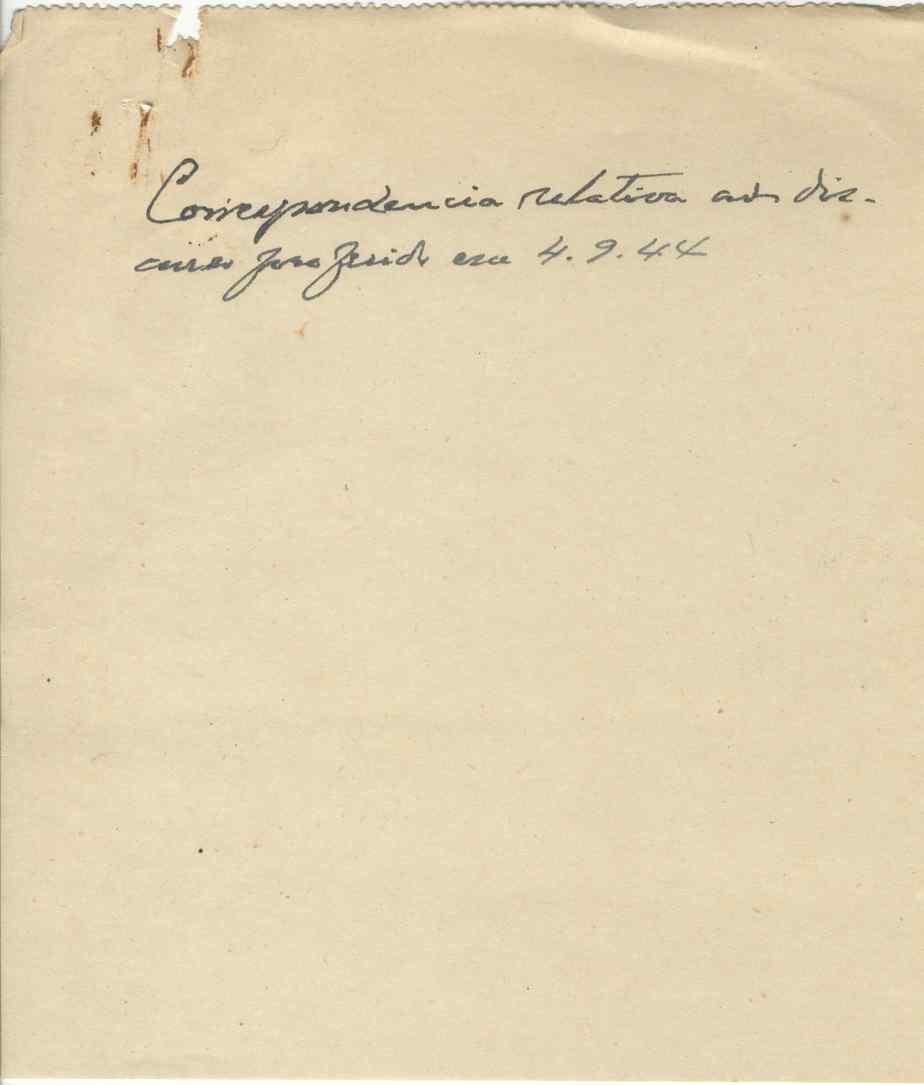 Correspondencia relativa ao dis-
curso proferido em 4.9.44